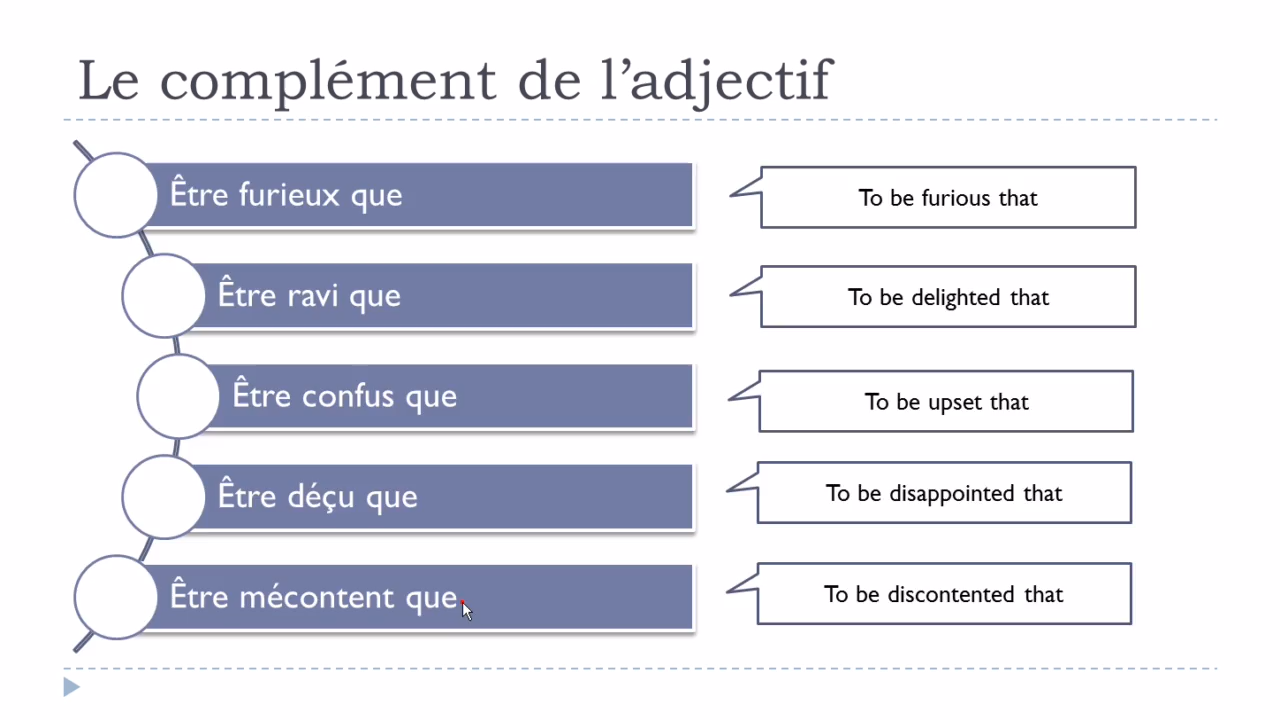 Le complément de l’adjectif
Être furieux que
To be furious that
Être ravi que
To be delighted that
Être confus que
To be upset that
Être déçu que
To be disappointed that
Être mécontent que
To be discontented that